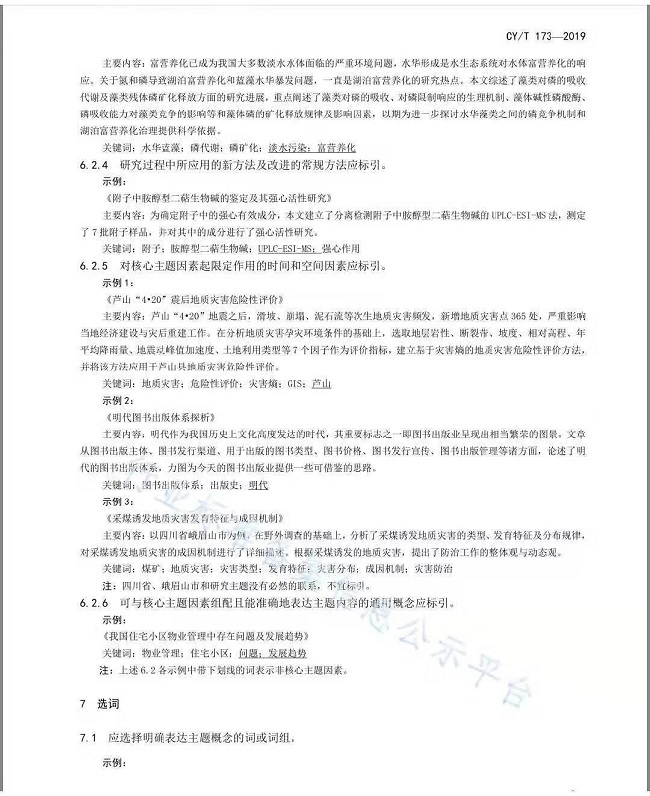 CY/T 173—2019
主要内容：富营养化已成为我国大多数淡水水体面临的严重环境问题，水华形成是水生态系统对水体富营养化的响
应。关于氮和磷导致湖泊富营养化和蓝藻水华暴发问题，一直是湖泊富营养化的研究热点。本文综述了藻类对磷的吸收
代谢及藻类残体磷矿化释放方面的研究进展，重点阐述了藻类对磷的吸收、对磷限制响应的生理机制、藻体碱性磷酸酶、
磷吸收能力对藻类竞争的影响等和藻体磷的矿化释放规律及影响因素，以期为进一步探讨水华藻类之间的磷竞争机制和
湖泊富营养化治理提供科学依据。
关键词：水华蓝藻；磷代谢；磷矿化；淡水污染；富营养化
6.2.4 研究过程中所应用的新方法及改进的常规方法应标引。
示例：
《附子中胺醇型二萜生物碱的鉴定及其强心活性研究》
主要内容：为确定附子中的强心有效成分，本文建立了分离检测附子中胺醇型二萜生物碱的 UPLC-ESI-MS 法，测定
了 7 批附子样品，并对其中的成分进行了强心活性研究。
关键词：附子；胺醇型二萜生物碱；UPLC-ESI-MS；强心作用
6.2.5 对核心主题因素起限定作用的时间和空间因素应标引。
示例 1：
《芦山“4•20”震后地质灾害危险性评价》
主要内容：芦山“4•20”地震之后，滑坡、崩塌、泥石流等次生地质灾害频发，新增地质灾害点 365 处，严重影响
当地经济建设与灾后重建工作。在分析地质灾害孕灾环境条件的基础上，选取地层岩性、断裂带、坡度、相对高程、年
平均降雨量、地震动峰值加速度、土地利用类型等 7 个因子作为评价指标，建立基于灾害熵的地质灾害危险性评价方法，
并将该方法应用于芦山县地质灾害危险性评价。
关键词：地质灾害；危险性评价；灾害熵；GIS；芦山
示例 2：
《明代图书出版体系探析》
主要内容：明代作为我国历史上文化高度发达的时代，其重要标志之一即图书出版业呈现出相当繁荣的图景。文章
从图书出版主体、图书发行渠道、用于出版的图书类型、图书价格、图书发行宣传、图书出版管理等诸方面，论述了明
代的图书出版体系，力图为今天的图书出版业提供一些可借鉴的思路。
关键词：图书出版体系；出版史；明代
示例 3：
《采煤诱发地质灾害发育特征与成因机制》
主要内容：以四川省峨眉山市为例，在野外调查的基础上，分析了采煤诱发地质灾害的类型、发育特征及分布规律，
对采煤诱发地质灾害的成因机制进行了详细描述。根据采煤诱发的地质灾害，提出了防治工作的整体观与动态观。
关键词：煤矿；地质灾害；灾害类型；发育特征；灾害分布；成因机制；灾害防治
注：四川省、峨眉山市和研究主题没有必然的联系，不宜标引。
6.2.6 可与核心主题因素组配且能准确地表达主题内容的通用概念应标引。
示例：
《我国住宅小区物业管理中存在问题及发展趋势》
关键词：物业管理；住宅小区；问题；发展趋势
注：上述 6.2 各示例中带下划线的词表示非核心主题因素。
7 选词
7.1 应选择明确表达主题概念的词或词组。
示例：
行业标准
信息公示平台